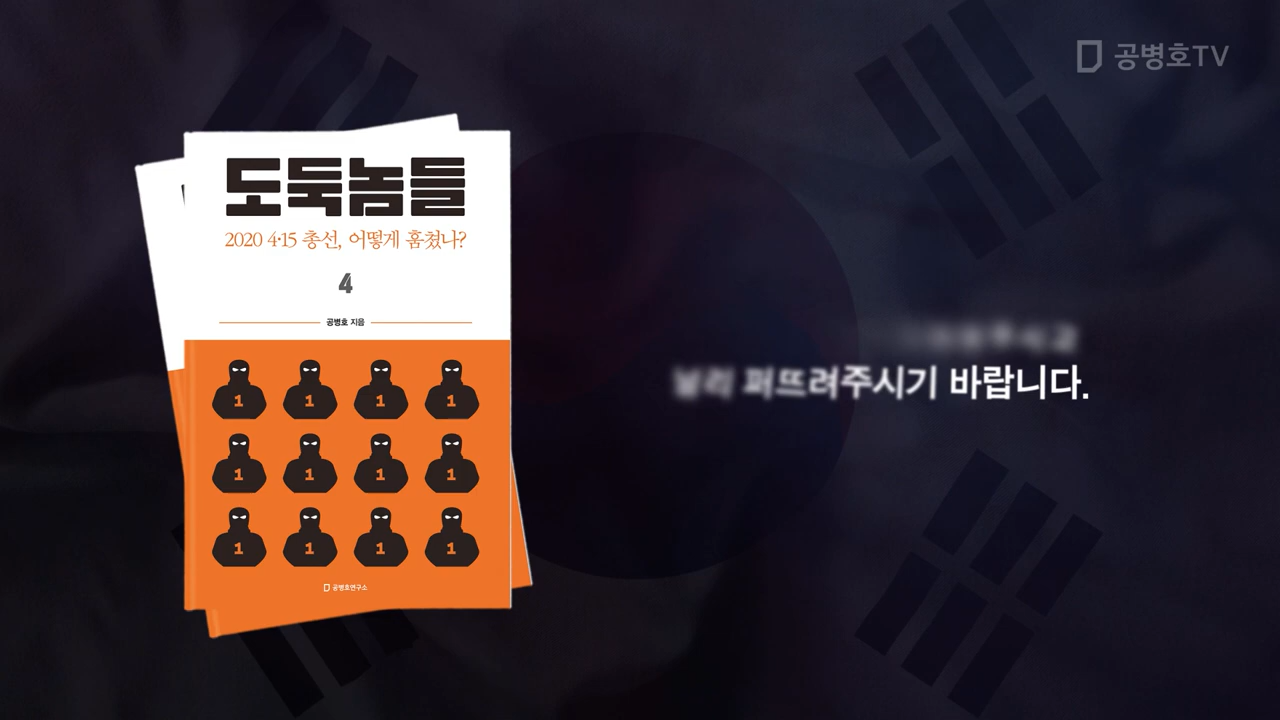 공병호TV
도둑놈들
2020 4·15 총선, 어떻게 훔쳤나?
4
공병호 지음
1 1 1 1
1 1 1 1
1 1 1 1
공병호연구소
널리 퍼뜨려주시기 바랍니다.